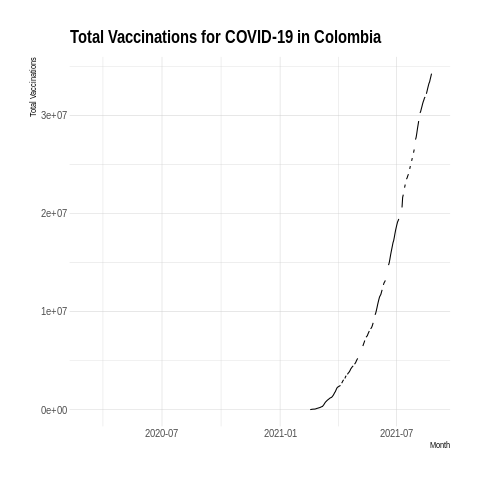 Total Vaccinations for COVID-19 in Colombia
Total Vaccinations
3e+07
2e+07
1e+07
0e+00
2020-07 2021-01 2021-07
Month